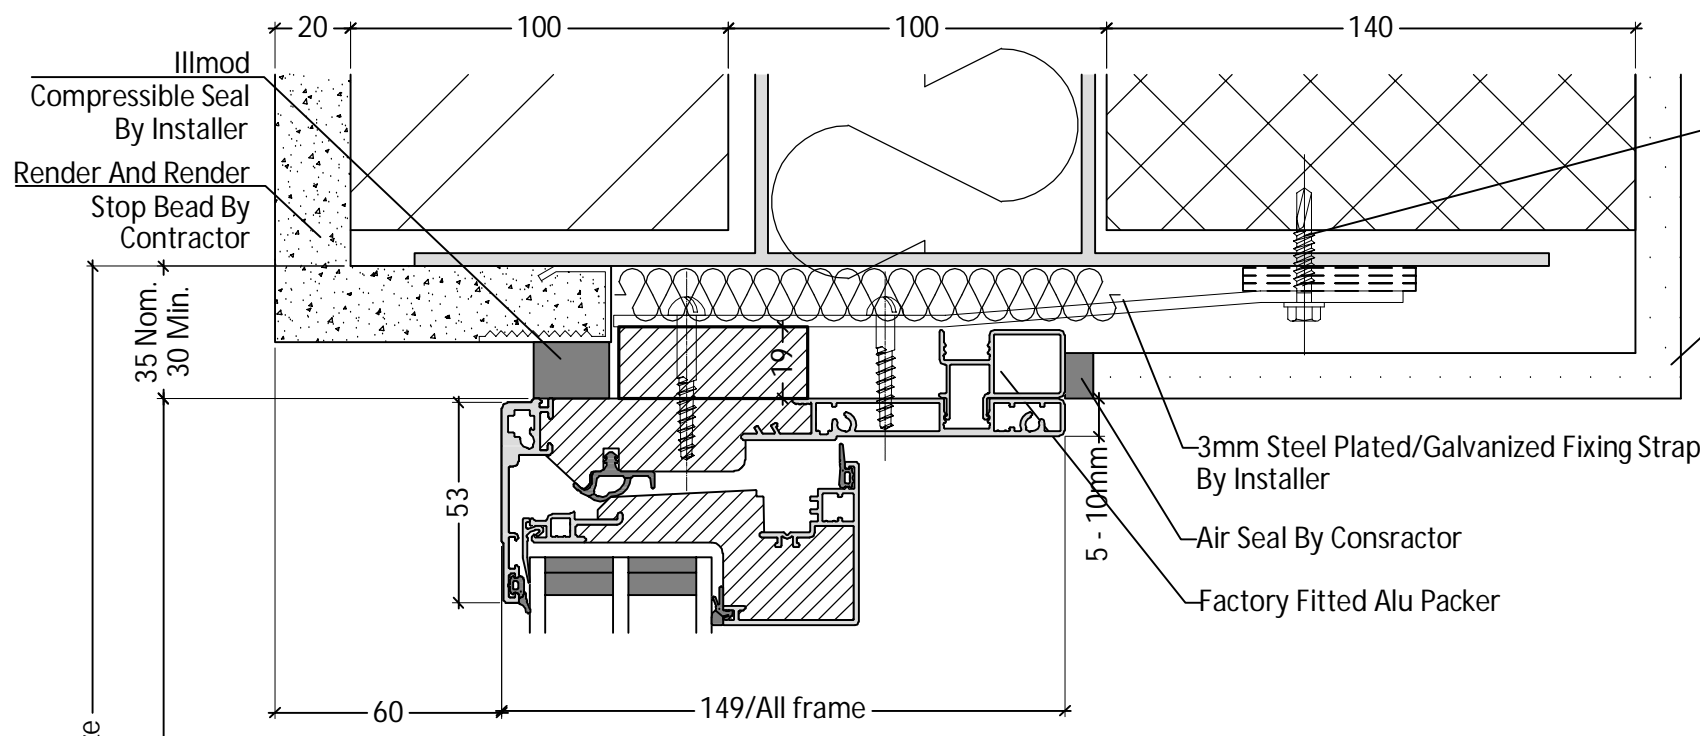 20
100
100
140
Illmod
Compressible Seal
By Installer
Render And Render
Stop Bead By
Contractor
35 Nom.
30 Min.
19
53
5 - 10mm
3mm Steel Plated/Galvanized Fixing Strap
By Installer
Air Seal By Consractor
Factory Fitted Alu Packer
60
149/All frame